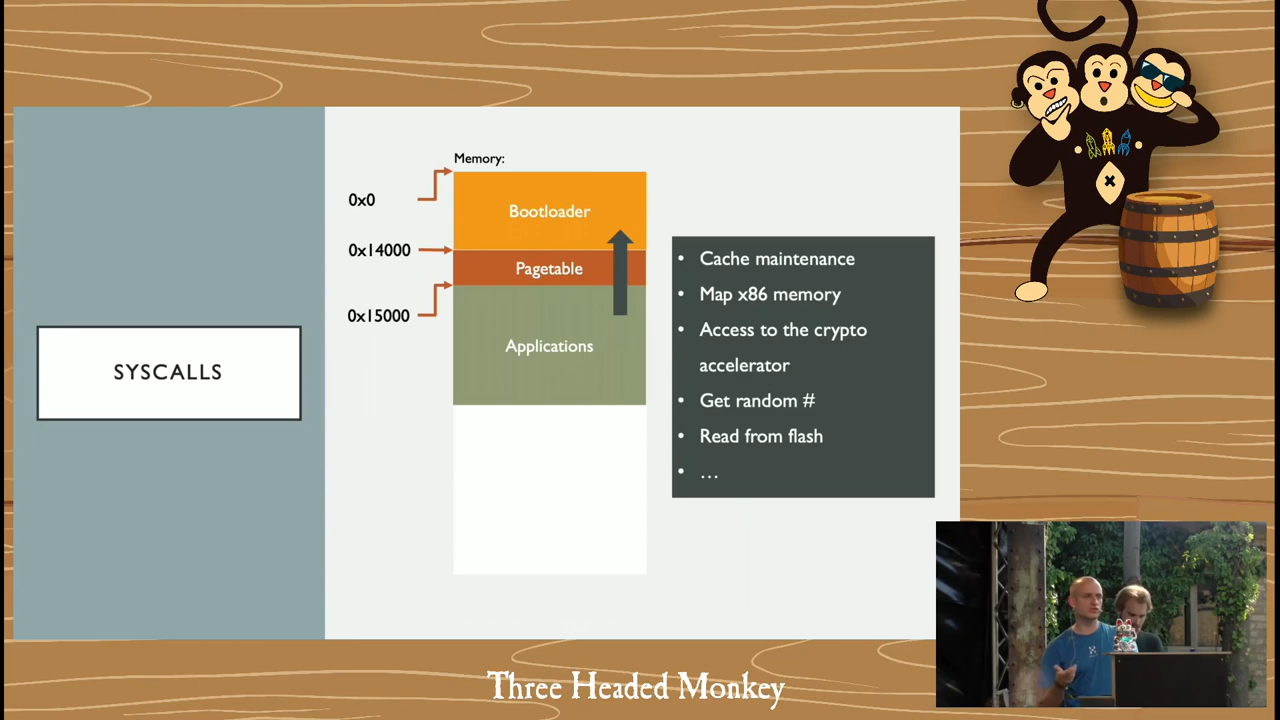 SYSCALLS
Memory:
0x0
0x14000
0x15000
Bootloader
Pagetable
Applications
• Cache maintenance
• Map x86 memory
• Access to the crypto
accelerator
• Get random #
• Read from flash
• …
Three Headed Monkey